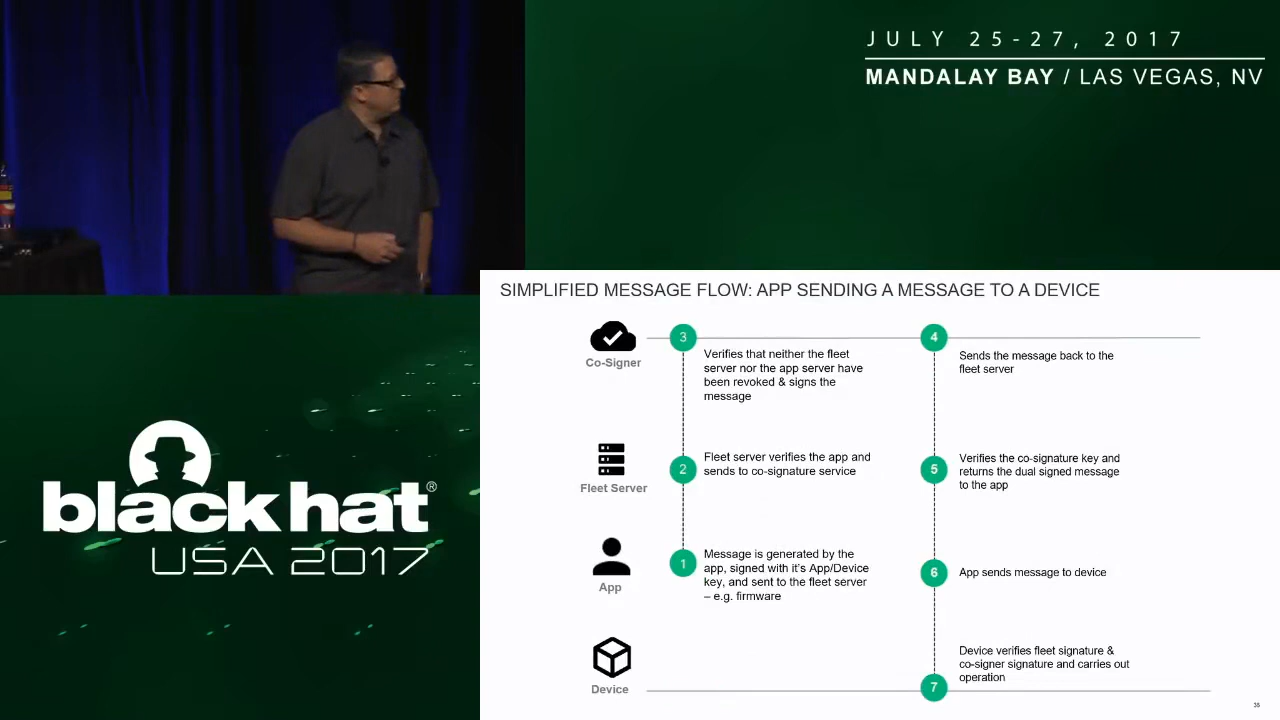 JULY 25-27, 2017
MANDALAY BAY / LAS VEGAS, NV
black hat®
USA 2017
SIMPLIFIED MESSAGE FLOW: APP SENDING A MESSAGE TO A DEVICE
Co-Signer
3
Verifies that neither the fleet
server nor the app server have
been revoked & signs the
message
4
Sends the message back to the
fleet server
Fleet Server
2
Fleet server verifies the app and
sends to co-signature service
5
Verifies the co-signature key and
returns the dual signed message
to the app
App
1
Message is generated by the
app, signed with it's App/Device
key, and sent to the fleet server
– e.g. firmware
6
App sends message to device
Device
7
Device verifies fleet signature &
co-signer signature and carries out
operation